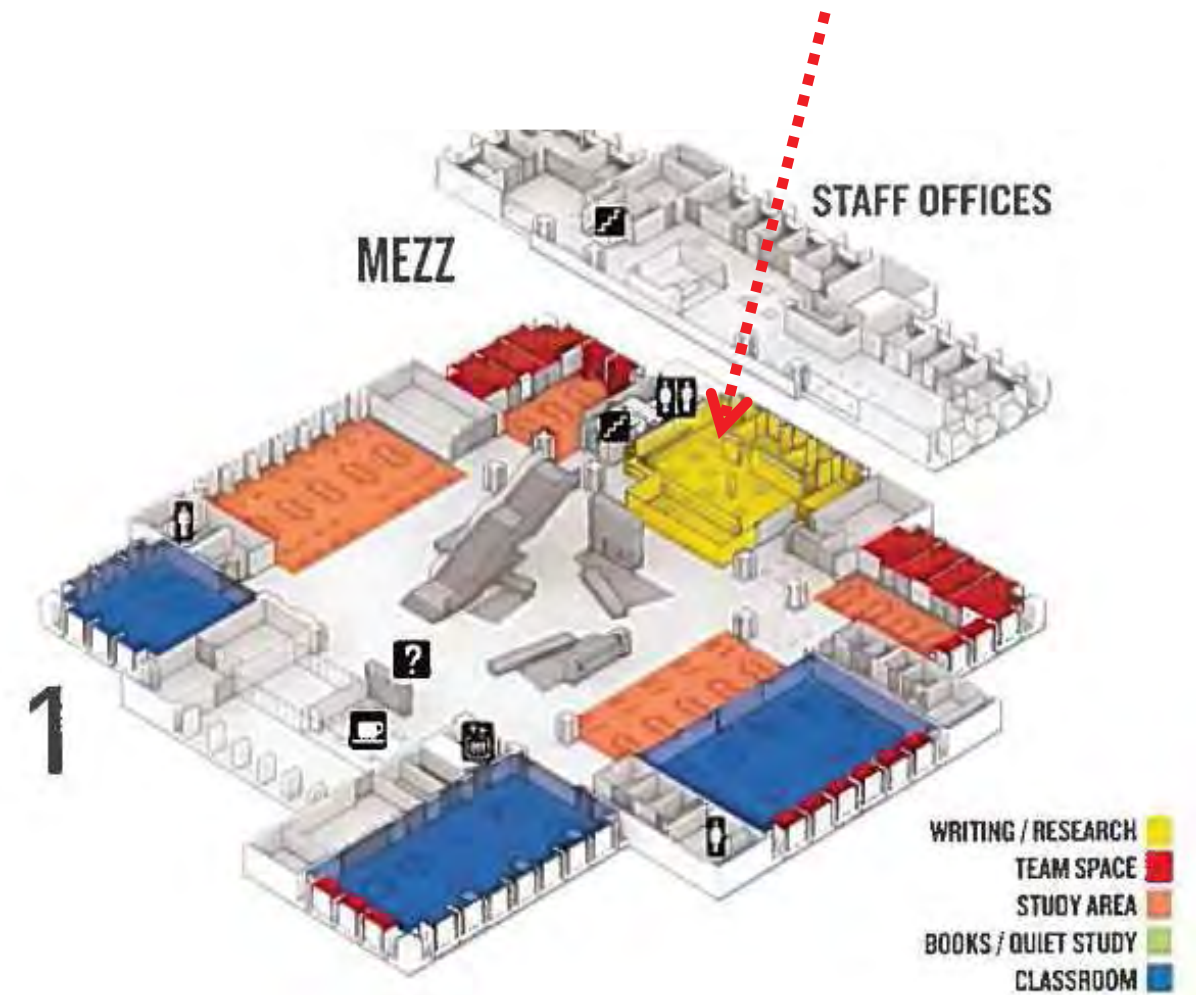 STAFF OFFICES
MEZZ
?
1
WRITING / RESEARCH
TEAM SPACE
STUDY AREA
BOOKS / QUIET STUDY
CLASSROOM